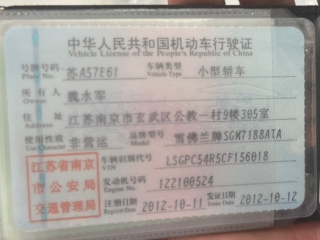 中华人民共和国机动车行驶证
Vehicle License of the People's Republic of China
号牌号码 苏A57E61 车辆类型 小型轿车
Plate No. Vehicle Type
所有人 魏水军
Owner
住址 江苏南京市玄武区公教一村9楼305室
Address
使用性质 非营运 品牌型号 雪佛兰牌SGM7188ATA
Use Character Model
江苏省南京市公安局交通管理局
车辆识别代号 LSGPC54R5CF156018
VIN
发动机号码 122100524
Engine No.
注册日期 2012-10-11 发证日期 2012-10-12
Register Date Issue Date